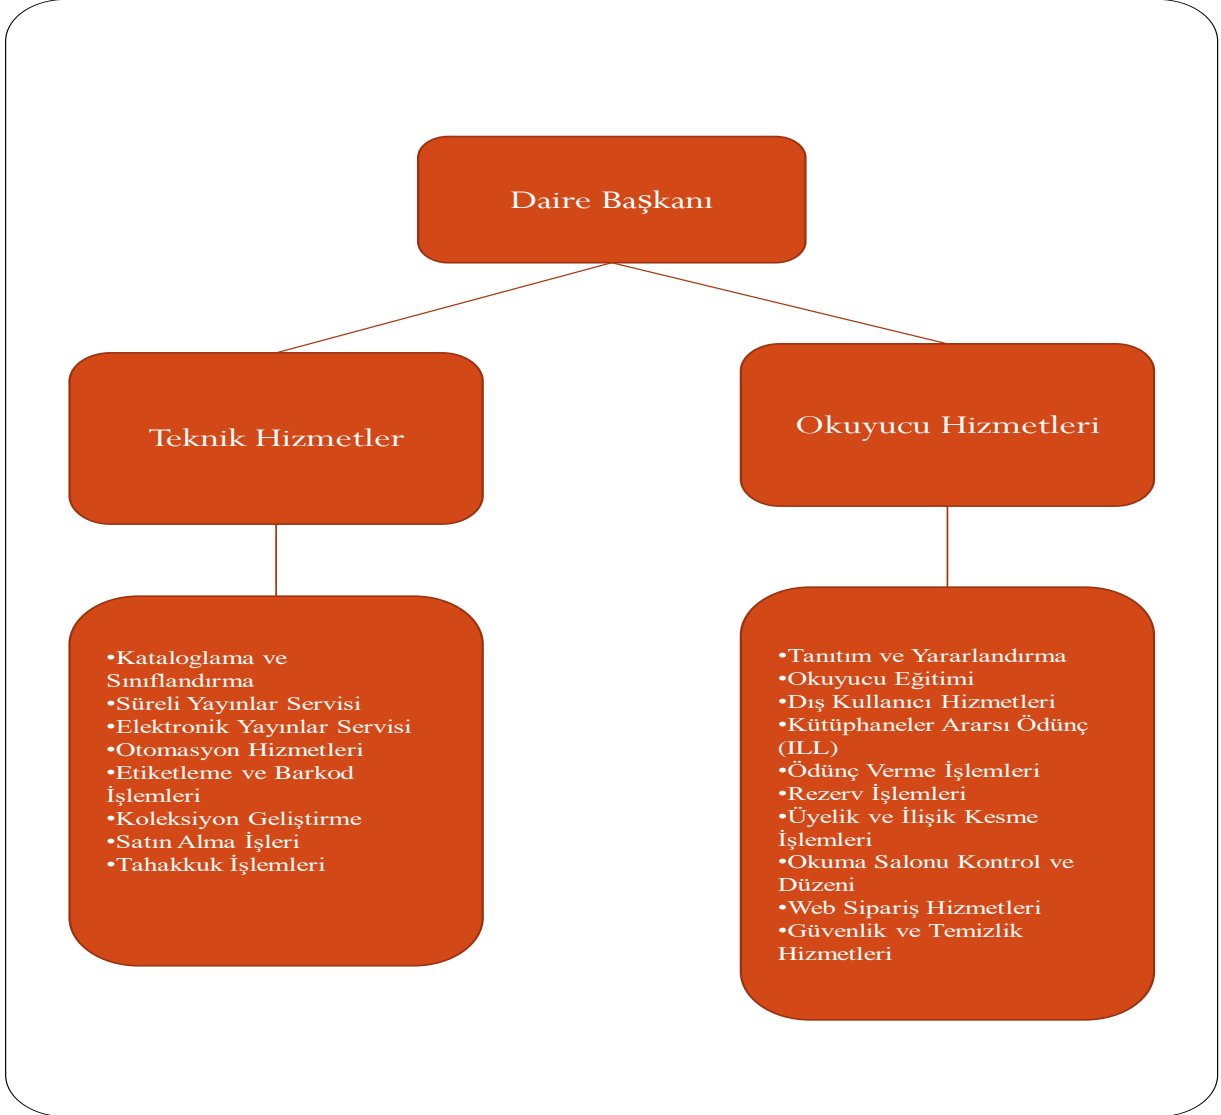 Daire Başkanı
Teknik Hizmetler
Okuyucu Hizmetleri
•Kataloglama ve
Sınıflandırma
•Süreli Yayınlar Servisi
•Elektronik Yayınlar Servisi
•Otomasyon Hizmetleri
•Etiketleme ve Barkod
İşlemleri
•Koleksiyon Geliştirme
•Satın Alma İşleri
•Tahakkuk İşlemleri
•Tanıtım ve Yararlandırma
•Okuyucu Eğitimi
•Dış Kullanıcı Hizmetleri
•Kütüphaneler Ararsı Ödünç
(ILL)
•Ödünç Verme İşlemleri
•Rezerv İşlemleri
•Üyelik ve İlişik Kesme
İşlemleri
•Okuma Salonu Kontrol ve
Düzeni
•Web Sipariş Hizmetleri
•Güvenlik ve Temizlik
Hizmetleri